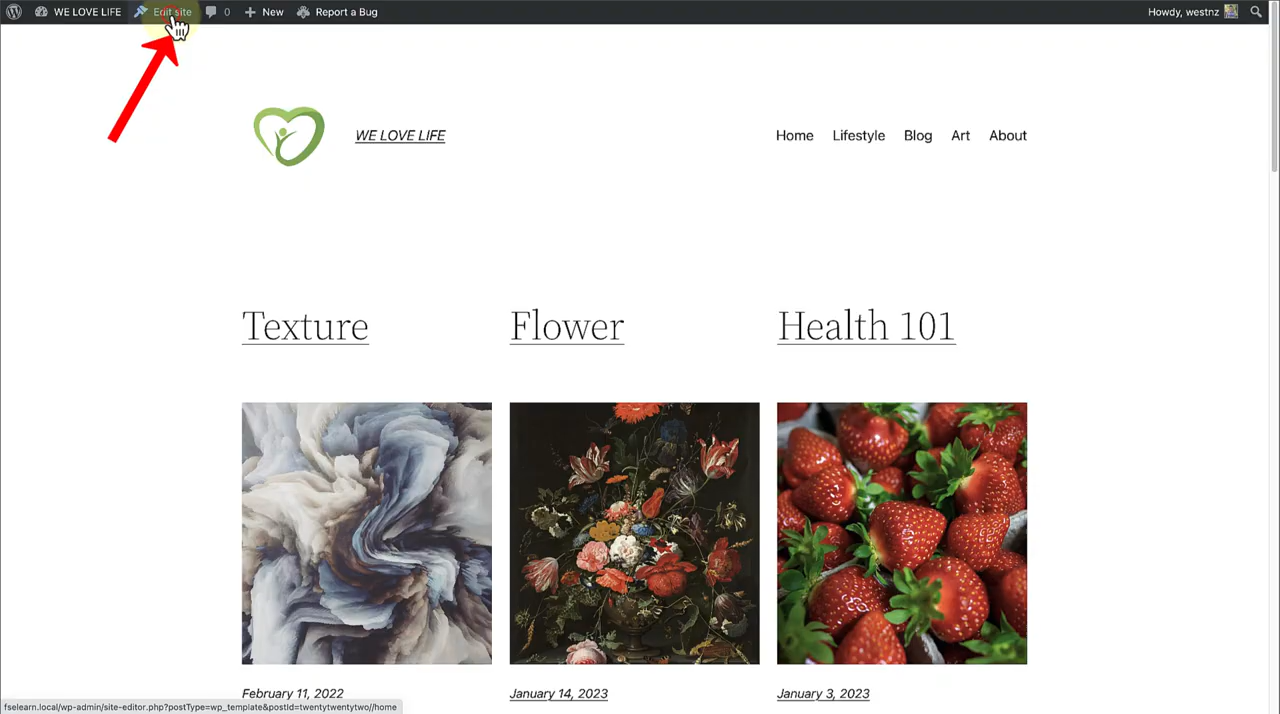 WE LOVE LIFE Edit site 0 New Report a Bug Howdy, westnz
WE LOVE LIFE Home Lifestyle Blog Art About
Texture Flower Health 101
February 11, 2022 January 14, 2023 January 3, 2023
fselearn.local/wp-admin/site-editor.php?postType=wp_template&postId=twentytwentytwo//home